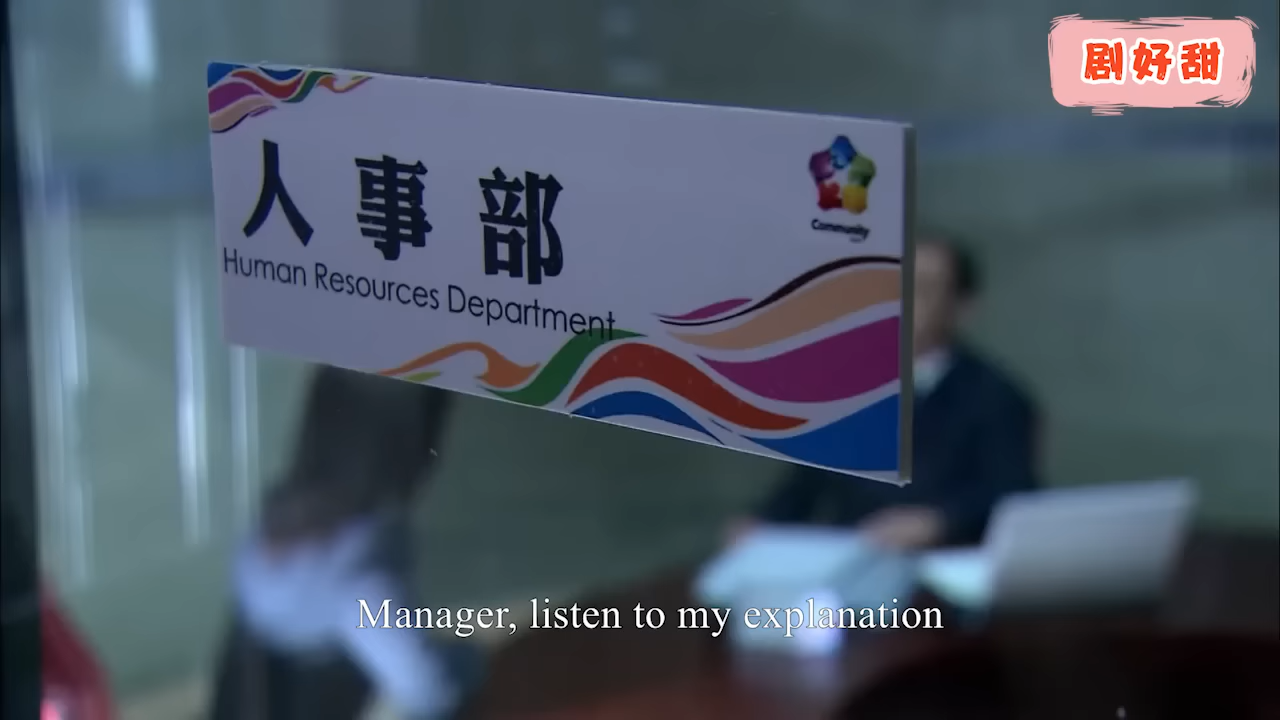 剧好甜
人事部
Human Resources Department
Community
Manager, listen to my explanation